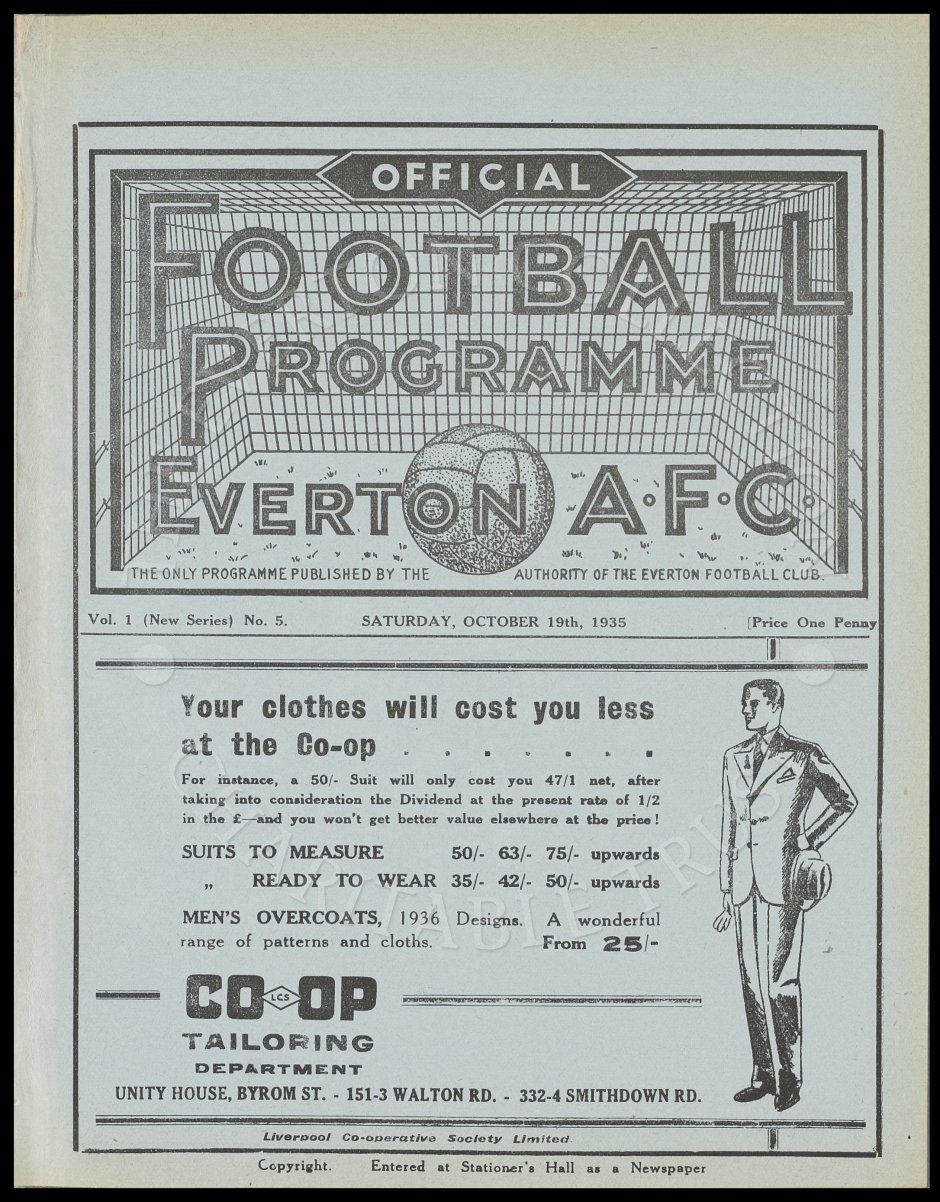 OFFICIAL
FOOTBALL
PROGRAMME
EVERTON A.F.C.
THE ONLY PROGRAMME PUBLISHED BY THE AUTHORITY OF THE EVERTON FOOTBALL CLUB.
Vol. 1 (New Series) No. 5. SATURDAY, OCTOBER 19th, 1935 [Price One Penny
Your clothes will cost you less
at the Co-op . . . . . . .
For instance, a 50/- Suit will only cost you 47/1 net, after
taking into consideration the Dividend at the present rate of 1/2
in the £—and you won't get better value elsewhere at the price!
SUITS TO MEASURE 50/- 63/- 75/- upwards
„ READY TO WEAR 35/- 42/- 50/- upwards
MEN'S OVERCOATS, 1936 Designs. A wonderful
range of patterns and cloths. From 25/-
CO LCS OP
TAILORING
DEPARTMENT
UNITY HOUSE, BYROM ST. - 151-3 WALTON RD. - 332-4 SMITHDOWN RD.
Liverpool Co-operative Society Limited.
Copyright. Entered at Stationer's Hall as a Newspaper
CHARITABLE TRUST